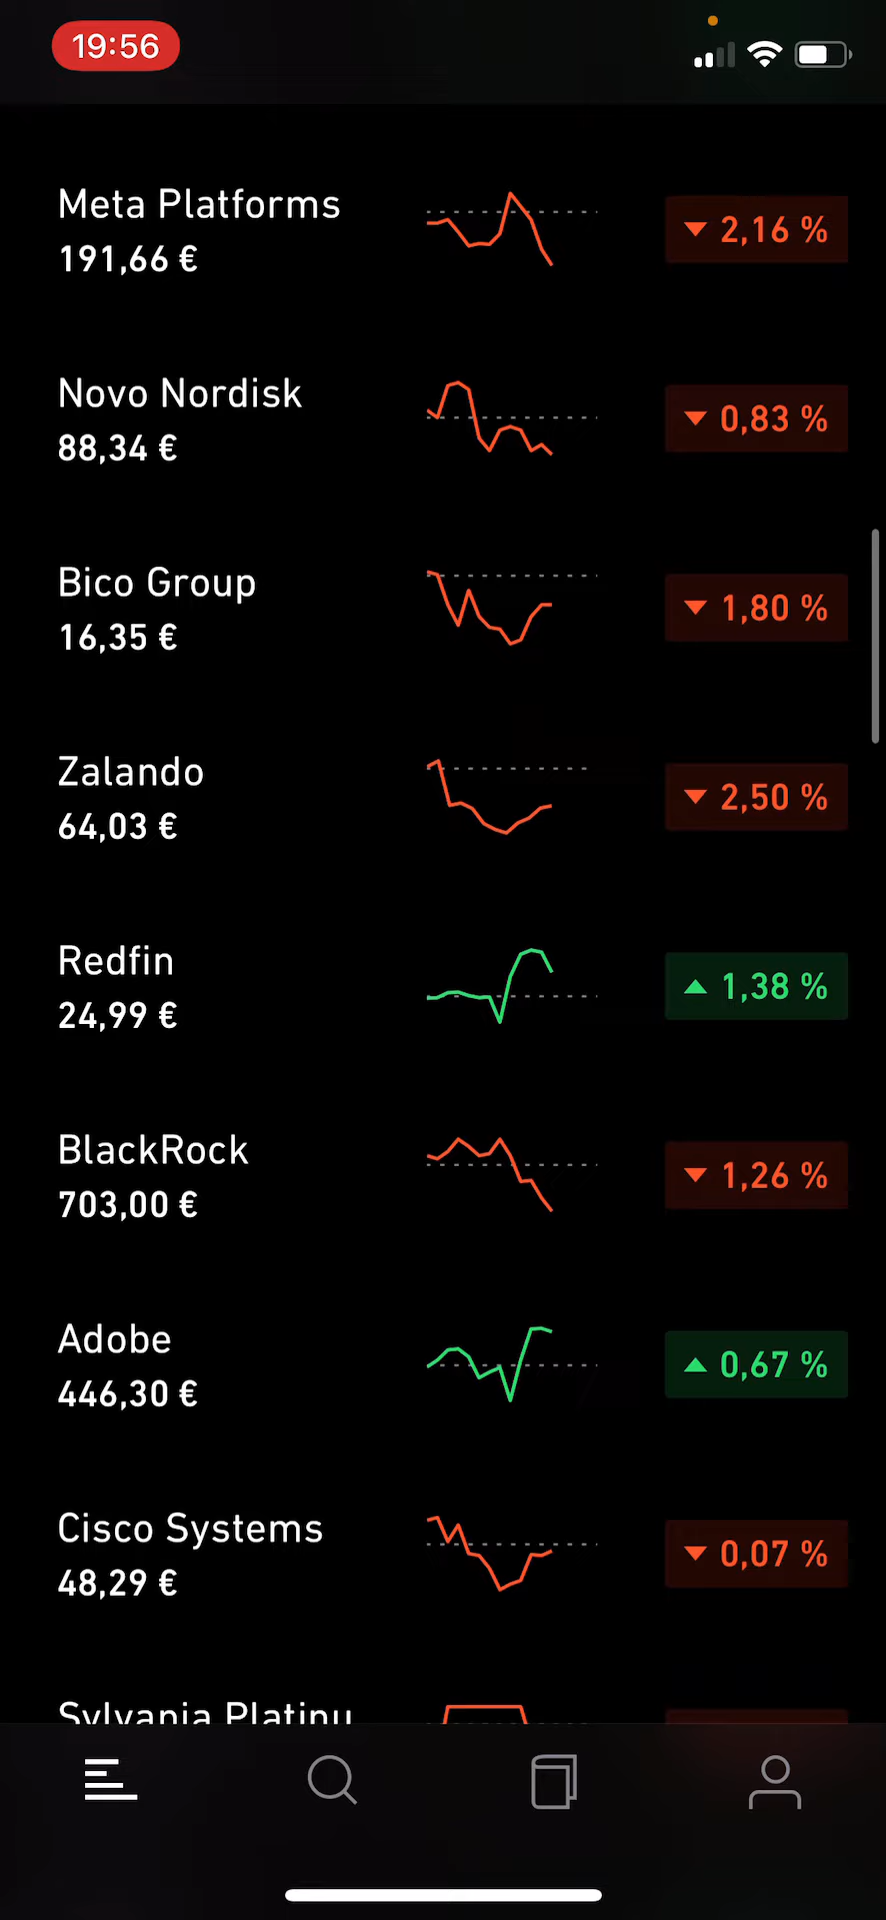 19:56
Meta Platforms
191,66 €
▼ 2,16 %
Novo Nordisk
88,34 €
▼ 0,83 %
Bico Group
16,35 €
▼ 1,80 %
Zalando
64,03 €
▼ 2,50 %
Redfin
24,99 €
▲ 1,38 %
BlackRock
703,00 €
▼ 1,26 %
Adobe
446,30 €
▲ 0,67 %
Cisco Systems
48,29 €
▼ 0,07 %
Sylvania Platinu